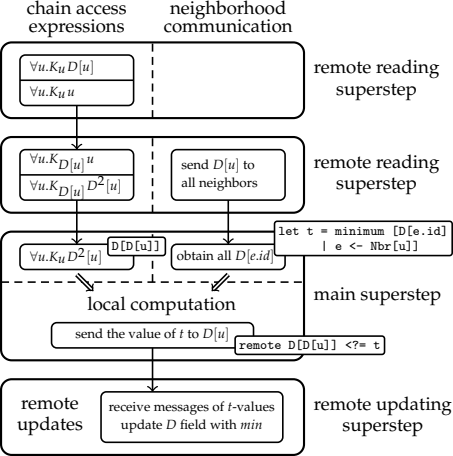 chain access
expressions
neighborhood
communication
∀u.K_u D[u]
∀u.K_u u
remote reading
superstep
∀u.K_{D[u]} u
∀u.K_{D[u]} D²[u]
send D[u] to
all neighbors
remote reading
superstep
let t = minimum [D[e.id]
| e <- Nbr[u]]
D[D[u]]
∀u.K_u D²[u]
obtain all D[e.id]
local computation
main superstep
send the value of t to D[u]
remote D[D[u]] <?= t
remote
updates
receive messages of t-values
update D field with min
remote updating
superstep